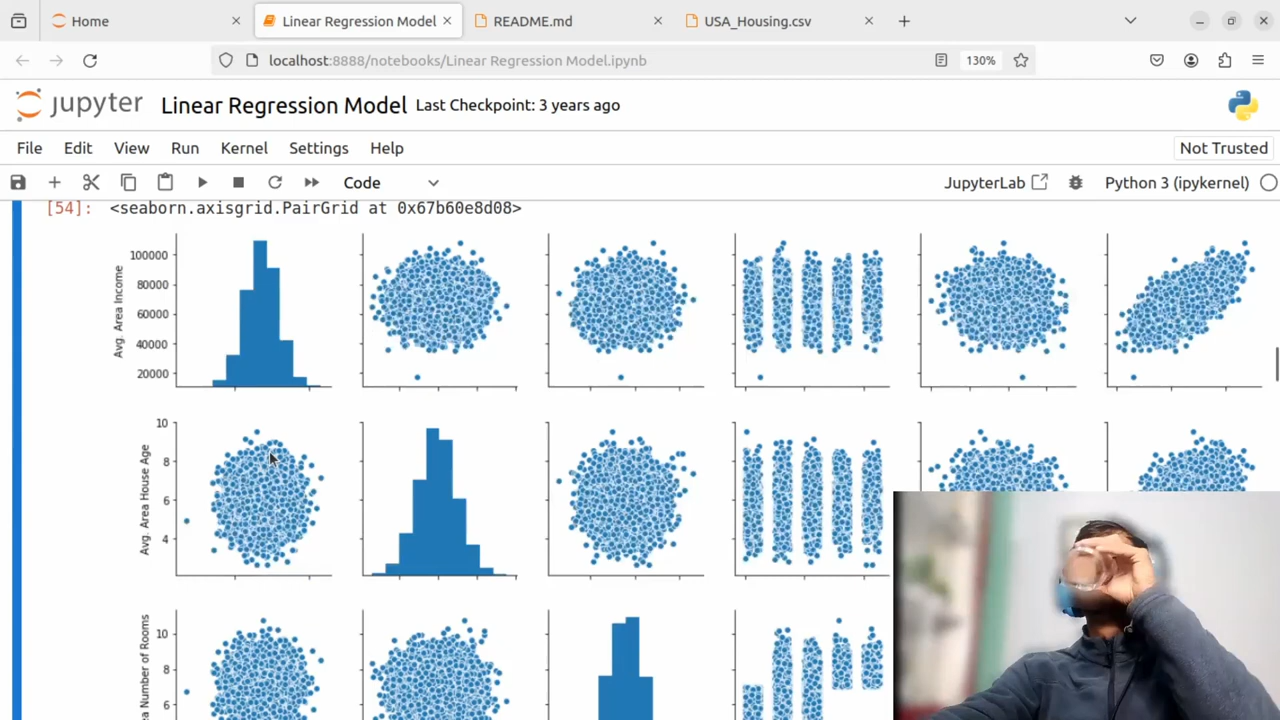 Home
Linear Regression Model
README.md
USA_Housing.csv
localhost:8888/notebooks/Linear Regression Model.ipynb
130%
jupyter
Linear Regression Model Last Checkpoint: 3 years ago
File Edit View Run Kernel Settings Help
Not Trusted
Code
JupyterLab
Python 3 (ipykernel)
[54]: <seaborn.axisgrid.PairGrid at 0x67b60e8d08>
Avg. Area Income
100000
80000
60000
40000
20000
Avg. Area House Age
10
8
6
4
a Number of Rooms
10
8
6